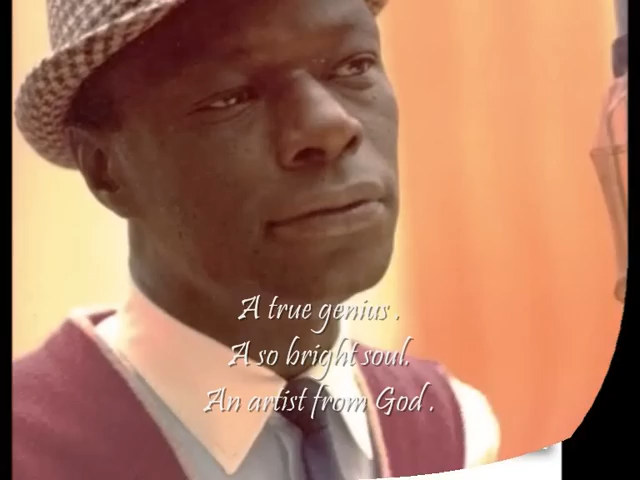 A true genius .
A so bright soul.
An artist from God .